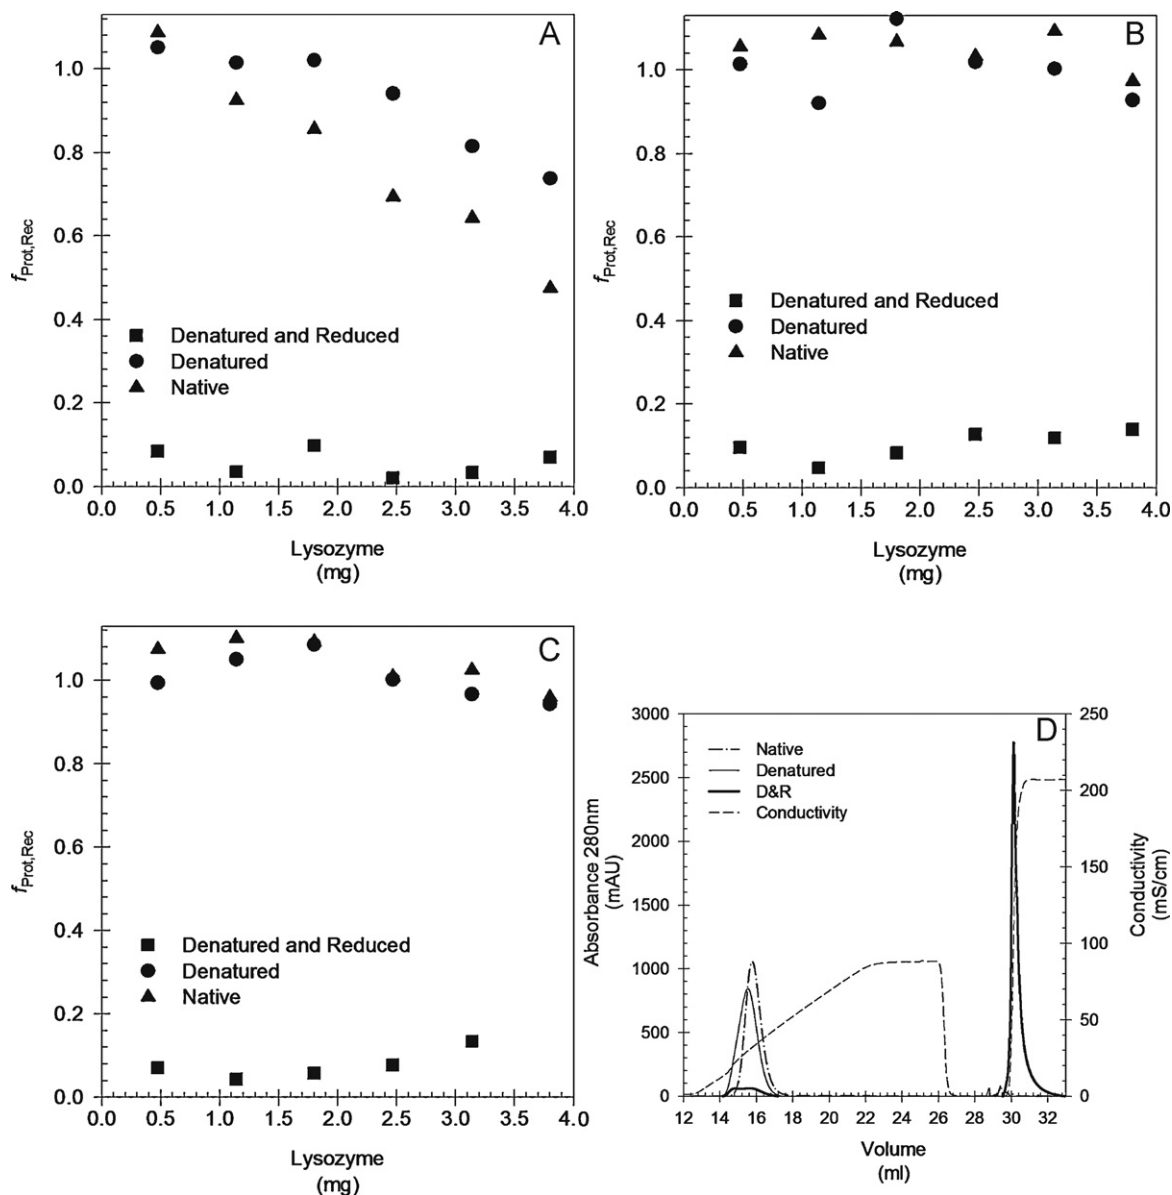 A
1.0
0.8
0.6
0.4
0.2
0.0
f Prot,Rec
Denatured and Reduced
Denatured
Native
0.0 0.5 1.0 1.5 2.0 2.5 3.0 3.5 4.0
Lysozyme
(mg)
B
1.0
0.8
0.6
0.4
0.2
0.0
f Prot,Rec
Denatured and Reduced
Denatured
Native
0.0 0.5 1.0 1.5 2.0 2.5 3.0 3.5 4.0
Lysozyme
(mg)
C
1.0
0.8
0.6
0.4
0.2
0.0
f Prot,Rec
Denatured and Reduced
Denatured
Native
0.0 0.5 1.0 1.5 2.0 2.5 3.0 3.5 4.0
Lysozyme
(mg)
D
3000
2500
2000
1500
1000
500
0
Absorbance 280nm
(mAU)
Native
Denatured
D&R
Conductivity
250
200
150
100
50
0
Conductivity
(mS/cm)
12 14 16 18 20 22 24 26 28 30 32
Volume
(ml)